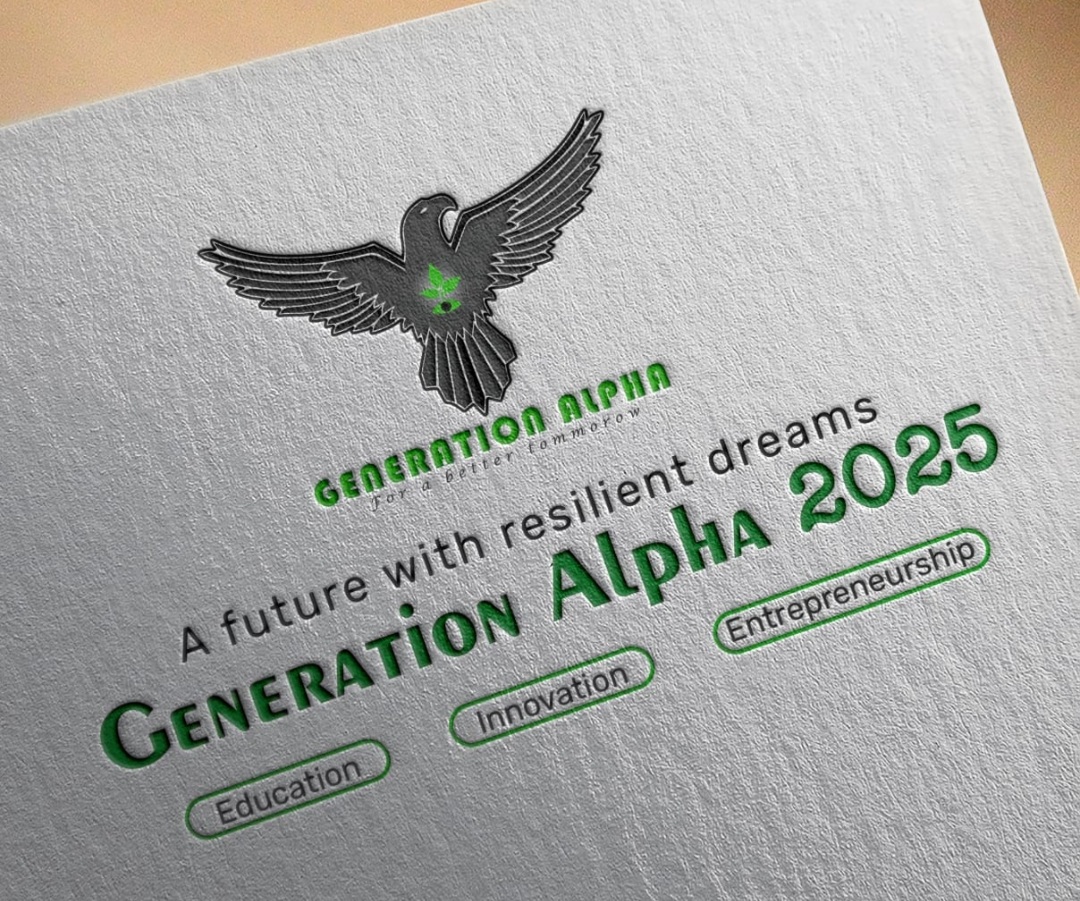 GENERATION ALPHA
for a better tommorow
A future with resilient dreams
Generation Alpha 2025
Education
Innovation
Entrepreneurship